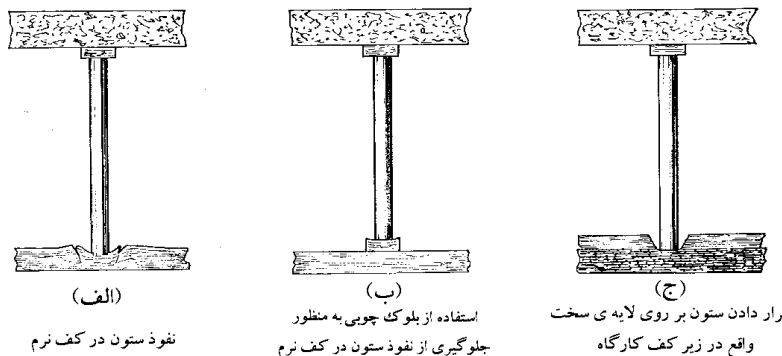 (الف)
نفوذ ستون در کف نرم
(ب)
استفاده از بلوک چوبی به منظور
جلوگیری از نفوذ ستون در کف نرم
(ج)
رار دادن ستون بر روی لایه ی سخت
واقع در زیر کف کارگاه